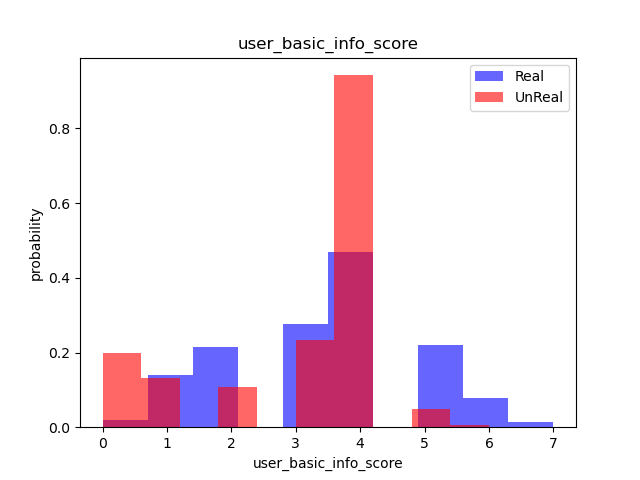 user_basic_info_score
Real
UnReal
probability
0.8
0.6
0.4
0.2
0.0
0 1 2 3 4 5 6 7
user_basic_info_score